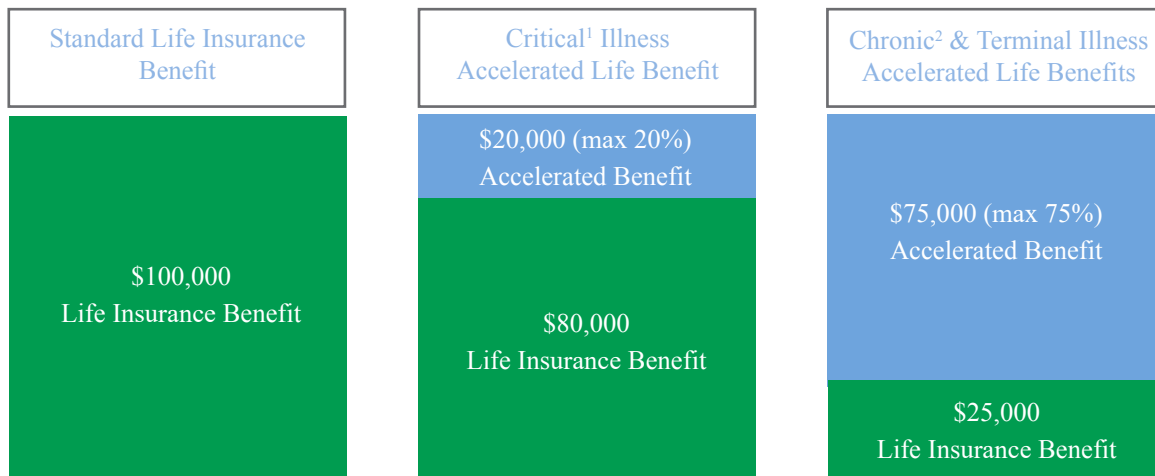 Standard Life Insurance
Benefit
$100,000
Life Insurance Benefit
Critical¹ Illness
Accelerated Life Benefit
$20,000 (max 20%)
Accelerated Benefit
$80,000
Life Insurance Benefit
Chronic² & Terminal Illness
Accelerated Life Benefits
$75,000 (max 75%)
Accelerated Benefit
$25,000
Life Insurance Benefit